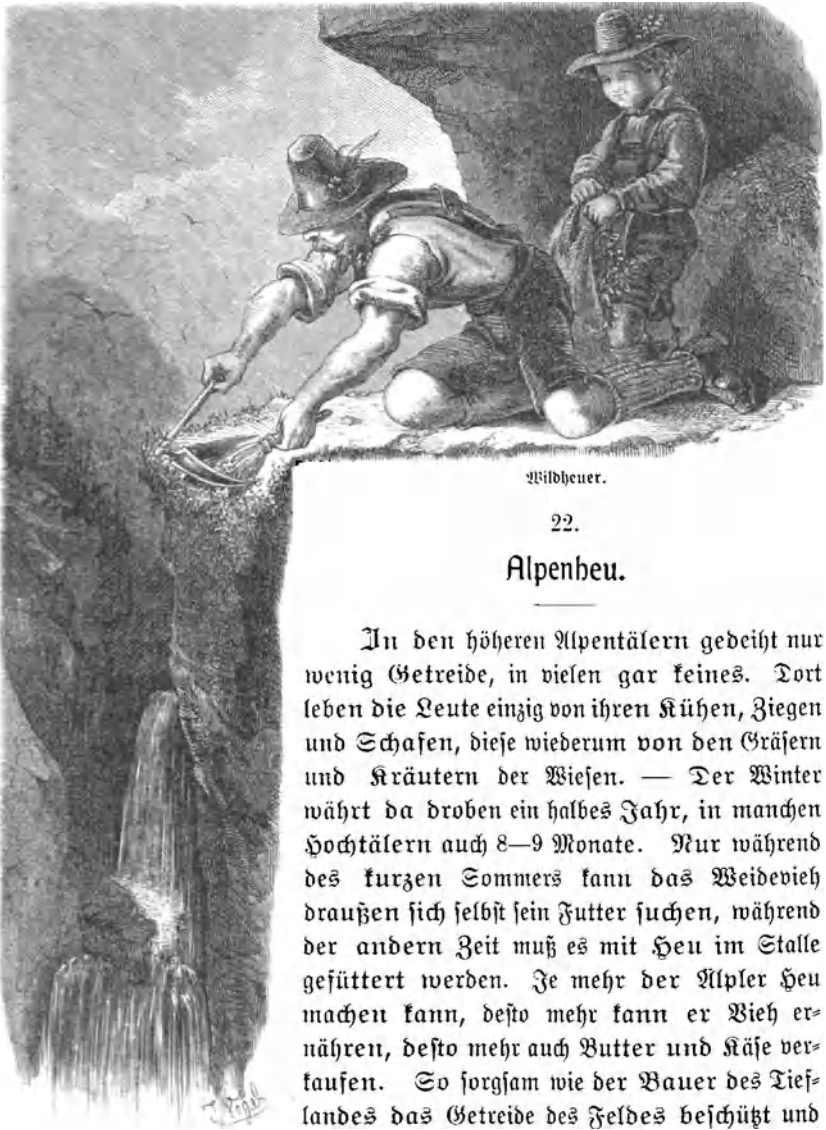 Wildheuer.
22.
Alpenheu.
In den höheren Alpentälern gedeiht nur
wenig Getreide, in vielen gar keines. Dort
leben die Leute einzig von ihren Kühen, Ziegen
und Schafen, diese wiederum von den Gräsern
und Kräutern der Wiesen. — Der Winter
währt da droben ein halbes Jahr, in manchen
Hochtälern auch 8—9 Monate. Nur während
des kurzen Sommers kann das Weidevieh
draußen sich selbst sein Futter suchen, während
der andern Zeit muß es mit Heu im Stalle
gefüttert werden. Je mehr der Älpler Heu
machen kann, desto mehr kann er Vieh er-
nähren, desto mehr auch Butter und Käse ver-
kaufen. So sorgsam wie der Bauer des Tief-
landes das Getreide des Feldes beschützt und